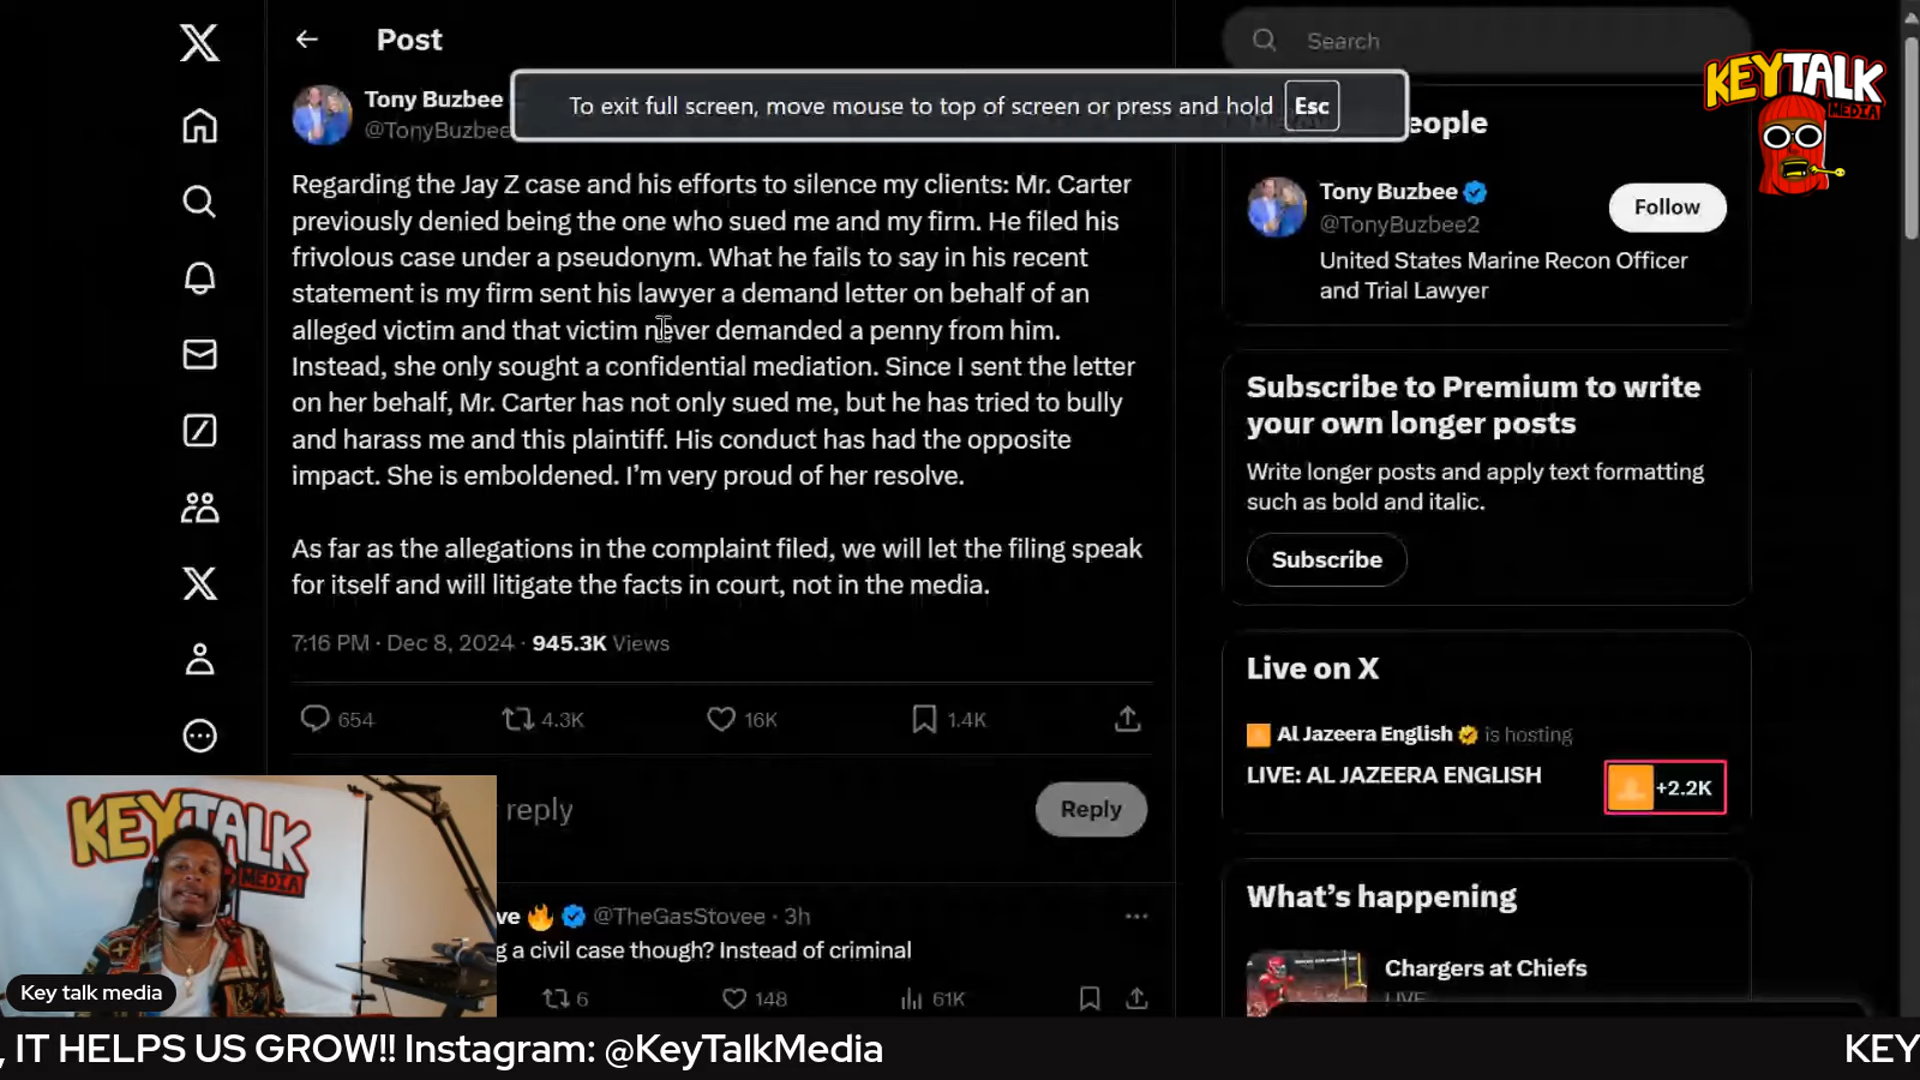 Post
Search
KEYTALK
MEDIA
To exit full screen, move mouse to top of screen or press and hold Esc
Tony Buzbee
@TonyBuzbee
eople
Regarding the Jay Z case and his efforts to silence my clients: Mr. Carter
previously denied being the one who sued me and my firm. He filed his
frivolous case under a pseudonym. What he fails to say in his recent
statement is my firm sent his lawyer a demand letter on behalf of an
alleged victim and that victim never demanded a penny from him.
Instead, she only sought a confidential mediation. Since I sent the letter
on her behalf, Mr. Carter has not only sued me, but he has tried to bully
and harass me and this plaintiff. His conduct has had the opposite
impact. She is emboldened. I’m very proud of her resolve.
As far as the allegations in the complaint filed, we will let the filing speak
for itself and will litigate the facts in court, not in the media.
7:16 PM · Dec 8, 2024 · 945.3K Views
654 4.3K 16K 1.4K
reply
Reply
ve 🔥 @TheGasStovee · 3h
g a civil case though? Instead of criminal
6 148 61K
Tony Buzbee
@TonyBuzbee2
Follow
United States Marine Recon Officer
and Trial Lawyer
Subscribe to Premium to write
your own longer posts
Write longer posts and apply text formatting
such as bold and italic.
Subscribe
Live on X
Al Jazeera English is hosting
LIVE: AL JAZEERA ENGLISH
+2.2K
What’s happening
Chargers at Chiefs
LIVE
KEYTALK
MEDIA
Key talk media
, IT HELPS US GROW!! Instagram: @KeyTalkMedia
KEY